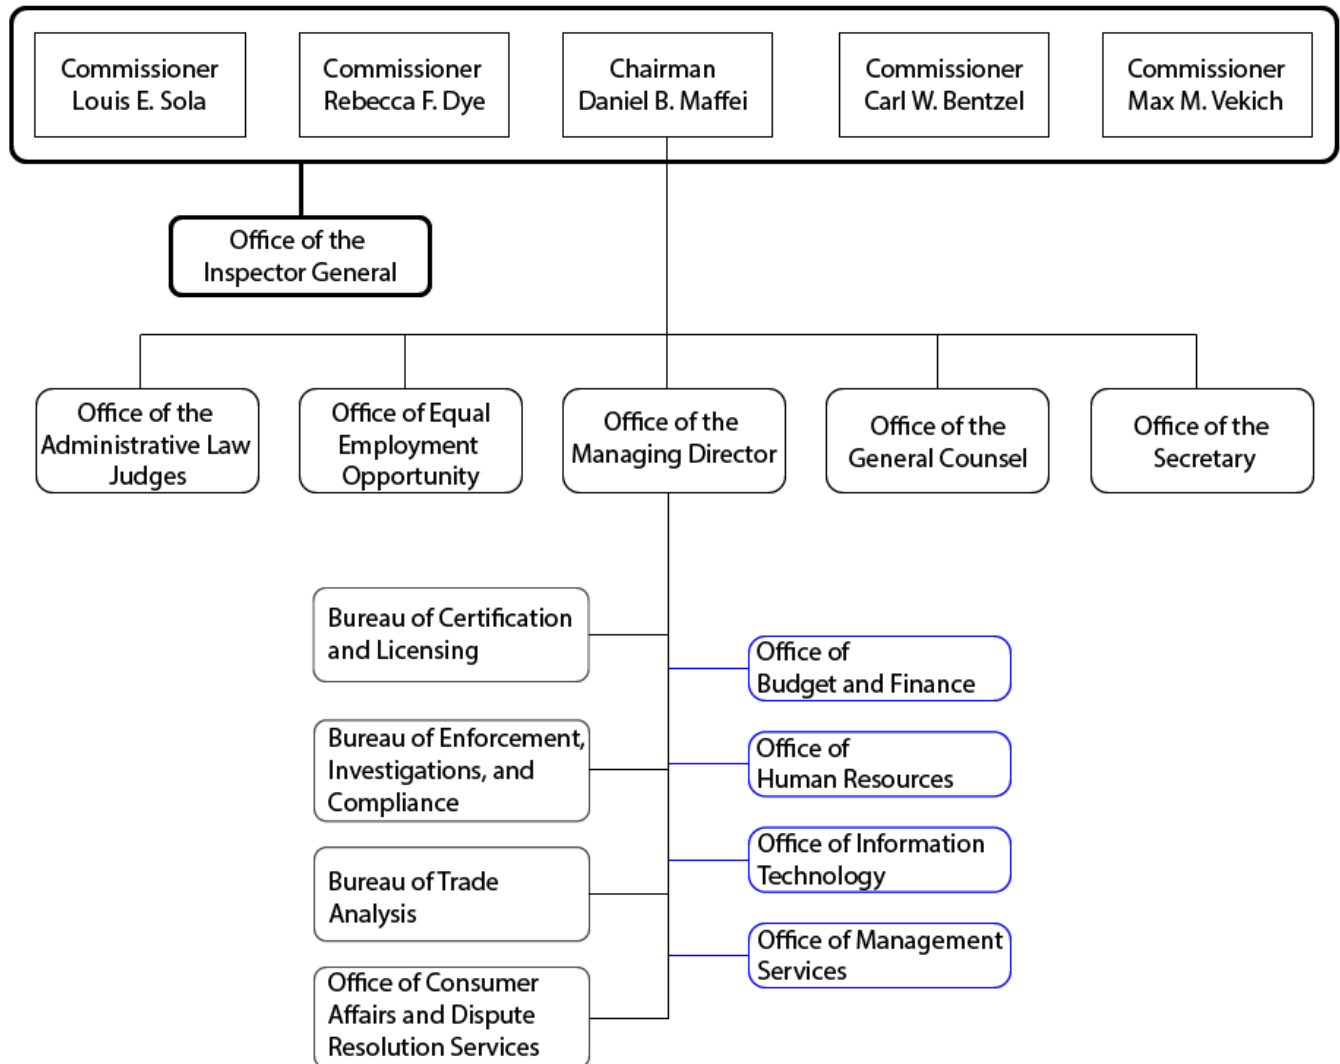 Commissioner
Louis E. Sola
Commissioner
Rebecca F. Dye
Chairman
Daniel B. Maffei
Commissioner
Carl W. Bentzel
Commissioner
Max M. Vekich
Office of the
Inspector General
Office of the
Administrative Law
Judges
Office of Equal
Employment
Opportunity
Office of the
Managing Director
Office of the
General Counsel
Office of the
Secretary
Bureau of Certification
and Licensing
Office of
Budget and Finance
Bureau of Enforcement,
Investigations, and
Compliance
Office of
Human Resources
Bureau of Trade
Analysis
Office of Information
Technology
Office of Consumer
Affairs and Dispute
Resolution Services
Office of Management
Services